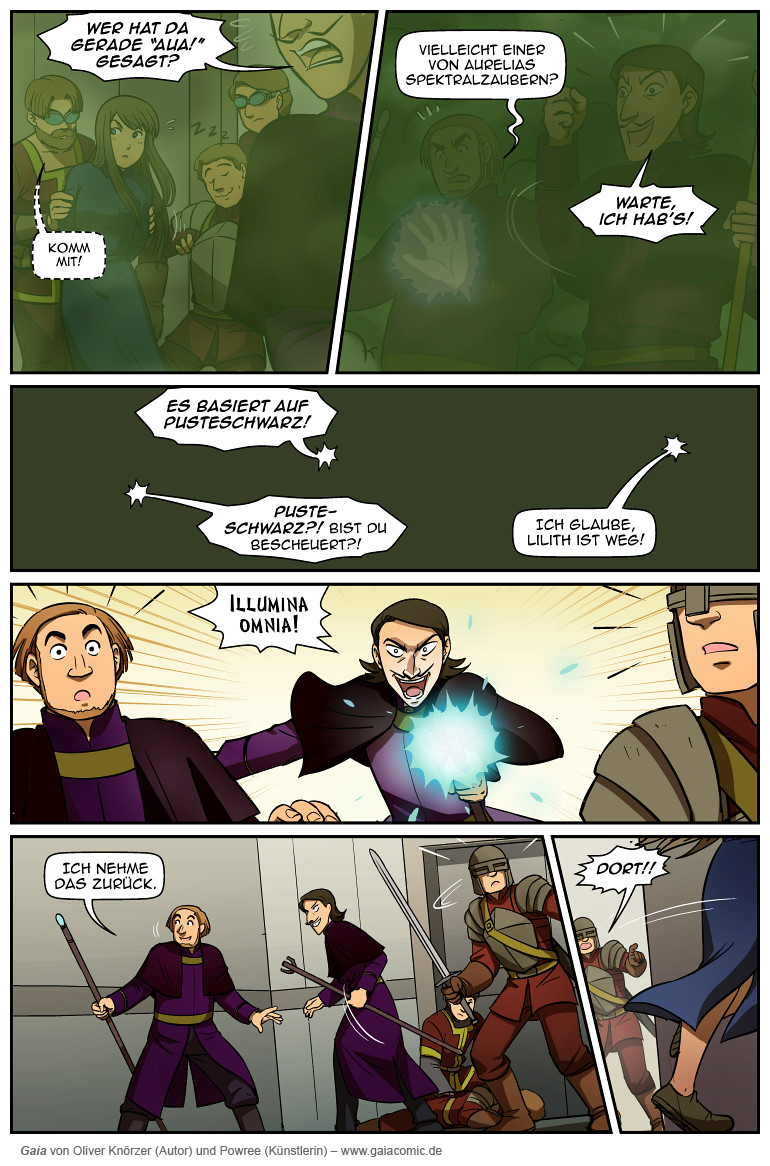 WER HAT DA
GERADE "AUA!"
GESAGT?
ZZZ
KOMM
MIT!
VIELLEICHT EINER
VON AURELIAS
SPEKTRALZAUBERN?
WARTE,
ICH HAB'S!
ES BASIERT AUF
PUSTESCHWARZ!
PUSTE-
SCHWARZ?! BIST DU
BESCHEUERT?!
ICH GLAUBE,
LILITH IST WEG!
ILLUMINA
OMNIA!
ICH NEHME
DAS ZURÜCK.
DORT!!
Gaia von Oliver Knörzer (Autor) und Powree (Künstlerin) – www.gaiacomic.de